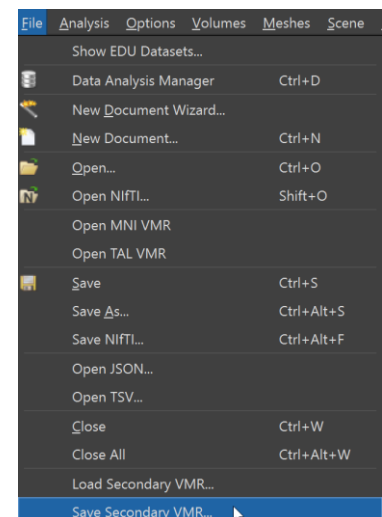 File Analysis Options Volumes Meshes Scene
Show EDU Datasets...
Data Analysis Manager Ctrl+D
New Document Wizard...
New Document... Ctrl+N
Open... Ctrl+O
Open NIfTI... Shift+O
Open MNI VMR
Open TAL VMR
Save Ctrl+S
Save As... Ctrl+Alt+S
Save NIfTI... Ctrl+Alt+F
Open JSON...
Open TSV...
Close Ctrl+W
Close All Ctrl+Alt+W
Load Secondary VMR...
Save Secondary VMR...